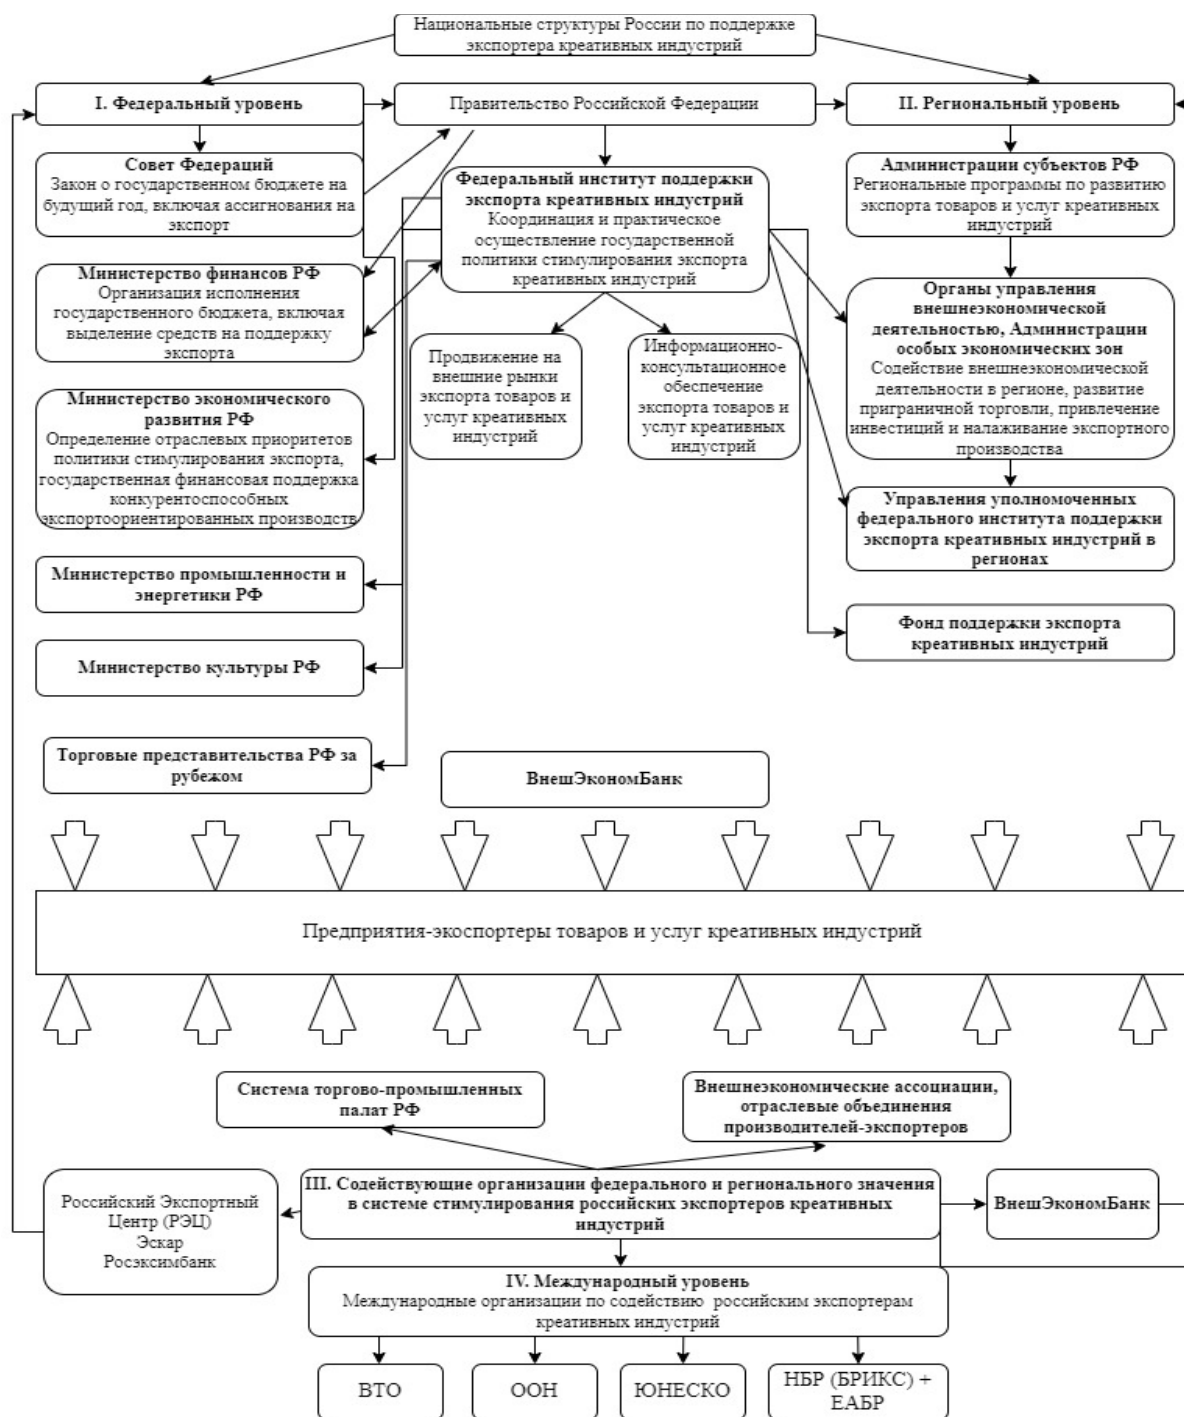 Национальные структуры России по поддержке
экспортера креативных индустрий
I. Федеральный уровень
Правительство Российской Федерации
II. Региональный уровень
Совет Федераций
Закон о государственном бюджете на
будущий год, включая ассигнования на
экспорт
Федеральный институт поддержки
экспорта креативных индустрий
Координация и практическое
осуществление государственной
политики стимулирования экспорта
креативных индустрий
Администрации субъектов РФ
Региональные программы по развитию
экспорта товаров и услуг креативных
индустрий
Министерство финансов РФ
Организация исполнения
государственного бюджета, включая
выделение средств на поддержку
экспорта
Органы управления
внешнеэкономической
деятельностью, Администрации
особых экономических зон
Содействие внешнеэкономической
деятельности в регионе, развитие
приграничной торговли, привлечение
инвестиций и налаживание экспортного
производства
Продвижение на
внешние рынки
экспорта товаров и
услуг креативных
индустрий
Информационно-
консультационное
обеспечение
экспорта товаров и
услуг креативных
индустрий
Министерство экономического
развития РФ
Определение отраслевых приоритетов
политики стимулирования экспорта,
государственная финансовая поддержка
конкурентоспособных
экспортоориентированных производств
Управления уполномоченных
федерального института поддержки
экспорта креативных индустрий в
регионах
Министерство промышленности и
энергетики РФ
Фонд поддержки экспорта
креативных индустрий
Министерство культуры РФ
Торговые представительства РФ за
рубежом
ВнешЭкономБанк
Предприятия-экоспортеры товаров и услуг креативных индустрий
Система торгово-промышленных
палат РФ
Внешнеэкономические ассоциации,
отраслевые объединения
производителей-экспортеров
Российский Экспортный
Центр (РЭЦ)
Эскар
Росэксимбанк
III. Содействующие организации федерального и регионального значения
в системе стимулирования российских экспортеров креативных
индустрий
ВнешЭкономБанк
IV. Международный уровень
Международные организации по содействию российским экспортерам
креативных индустрий
ВТО
ООН
ЮНЕСКО
НБР (БРИКС) +
ЕАБР